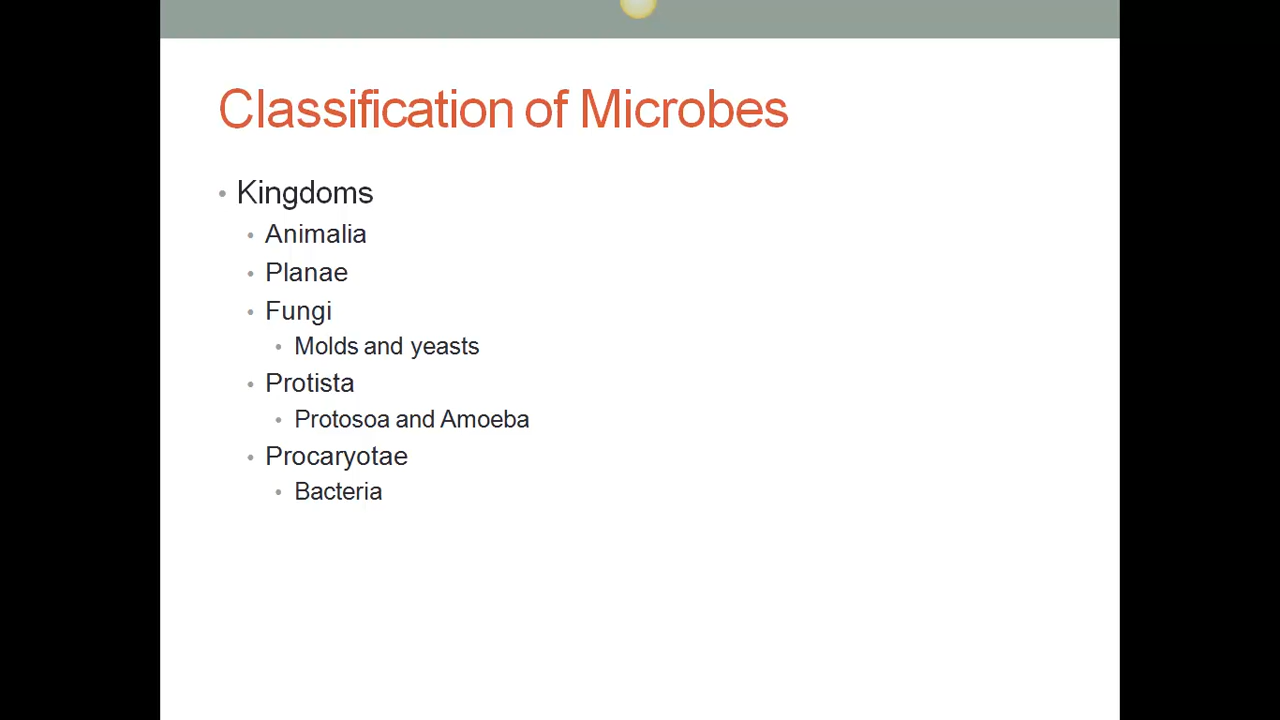 Classification of Microbes
• Kingdoms
• Animalia
• Planae
• Fungi
• Molds and yeasts
• Protista
• Protosoa and Amoeba
• Procaryotae
• Bacteria